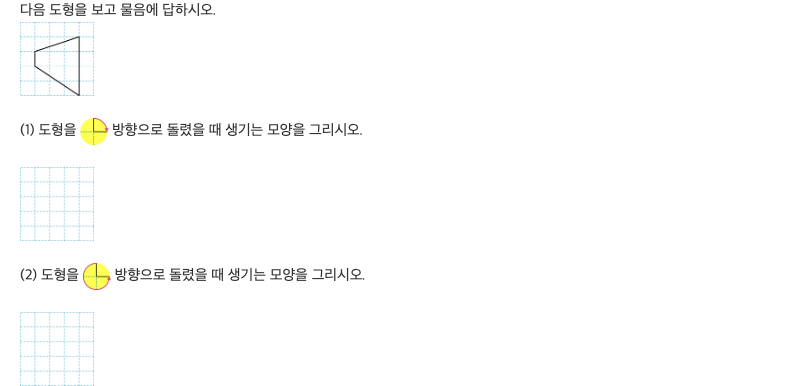 다음 도형을 보고 물음에 답하시오.
(1) 도형을 방향으로 돌렸을 때 생기는 모양을 그리시오.
(2) 도형을 방향으로 돌렸을 때 생기는 모양을 그리시오.